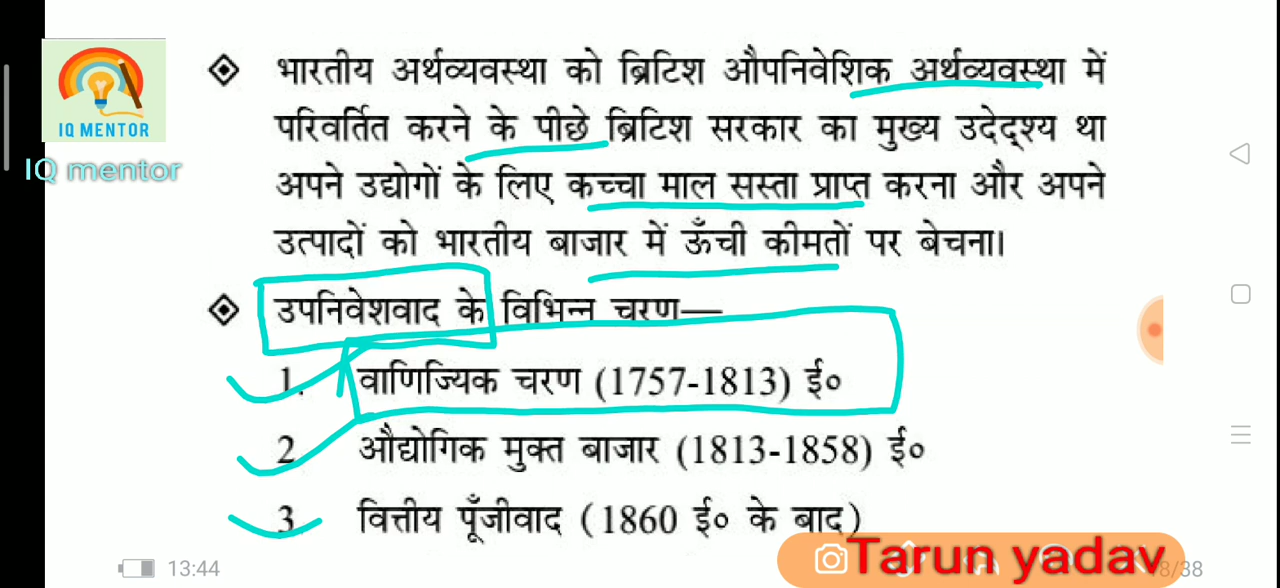 IQ MENTOR
IQ mentor
भारतीय अर्थव्यवस्था को ब्रिटिश औपनिवेशिक अर्थव्यवस्था में
परिवर्तित करने के पीछे ब्रिटिश सरकार का मुख्य उदेद्श्य था
अपने उद्योगों के लिए कच्चा माल सस्ता प्राप्त करना और अपने
उत्पादों को भारतीय बाजार में ऊँची कीमतों पर बेचना।
उपनिवेशवाद के विभिन्न चरण—
1. वाणिज्यिक चरण (1757-1813) ई०
2 औद्योगिक मुक्त बाजार (1813-1858) ई०
3 वित्तीय पूँजीवाद (1860 ई० के बाद)
Tarun yadav
13:44
8/38